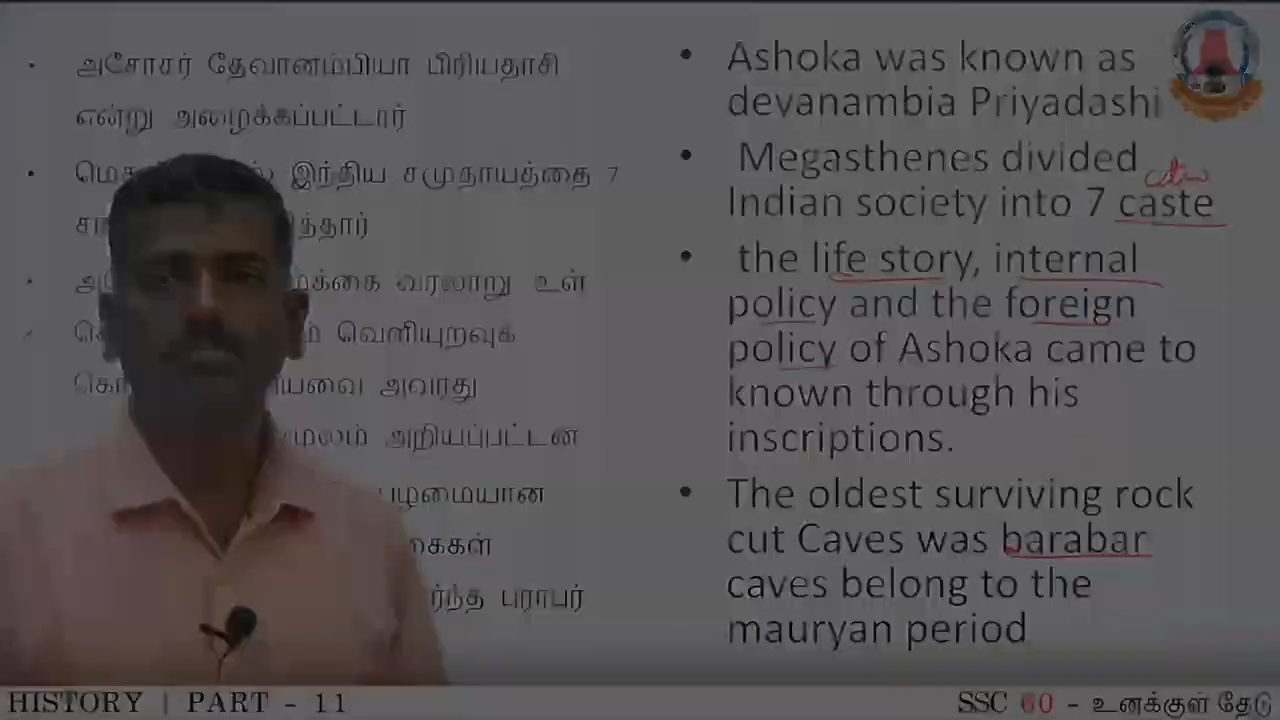 அசோசர் தேவானம்பியா பிரியதாசி
என்று அழைக்கப்பட்டார்
இந்திய சமுதாயத்தை 7
வரலாறு உள்
வெளியுறவுக்
அவரது
அறியப்பட்டன
பழமையான
பராபர்
• Ashoka was known as
devanambia Priyadashi
• Megasthenes divided
Indian society into 7 caste
• the life story, internal
policy and the foreign
policy of Ashoka came to
known through his
inscriptions.
• The oldest surviving rock
cut Caves was barabar
caves belong to the
mauryan period
HISTORY | PART - 11
SSC 60 - உனக்குள் தேடு